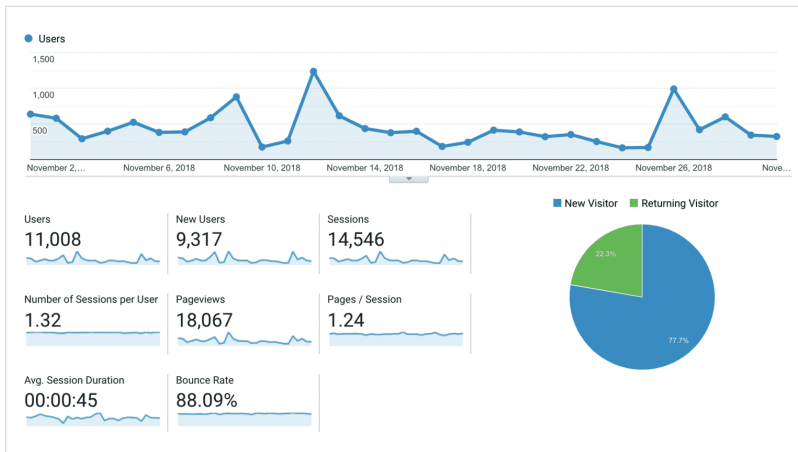 Users
1,500
1,000
500
November 2,...
November 6, 2018
November 10, 2018
November 14, 2018
November 18, 2018
November 22, 2018
November 26, 2018
Nove...
New Visitor
Returning Visitor
Users
11,008
New Users
9,317
Sessions
14,546
Number of Sessions per User
1.32
Pageviews
18,067
Pages / Session
1.24
Avg. Session Duration
00:00:45
Bounce Rate
88.09%
22.3%
77.7%